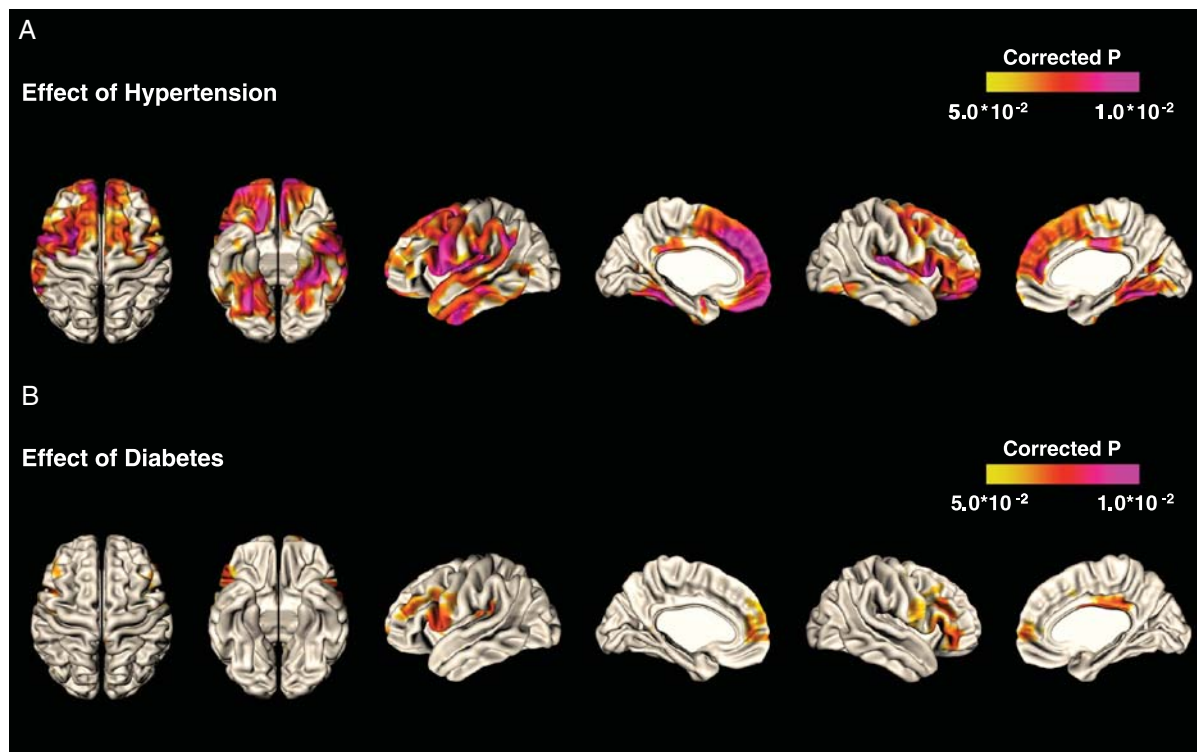 A
Corrected P
Effect of Hypertension
5.0*10⁻² 1.0*10⁻²
B
Corrected P
Effect of Diabetes
5.0*10⁻² 1.0*10⁻²